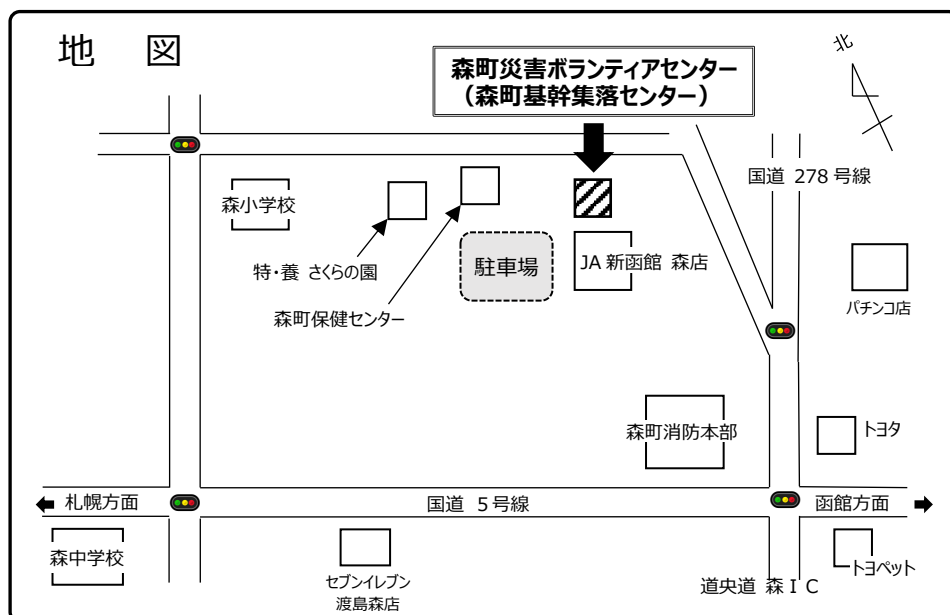 地 図
森町災害ボランティアセンター
（森町基幹集落センター）
北
国道 278 号線
森小学校
特・養 さくらの園
森町保健センター
駐車場
JA 新函館 森店
パチンコ店
森町消防本部
トヨタ
札幌方面
国道 5 号線
函館方面
森中学校
セブンイレブン
渡島森店
道央道 森ＩＣ
トヨペット